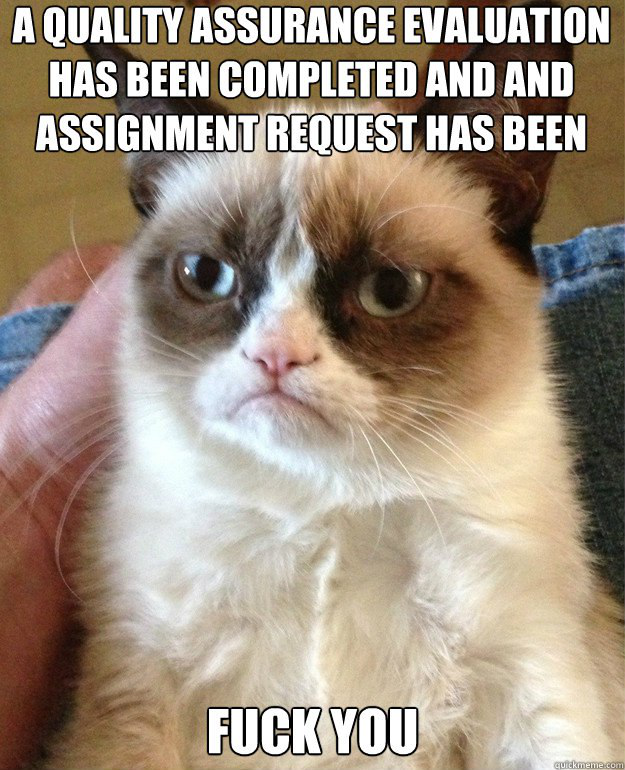 A QUALITY ASSURANCE EVALUATION
HAS BEEN COMPLETED AND AND
ASSIGNMENT REQUEST HAS BEEN
FUCK YOU
quickmeme.com